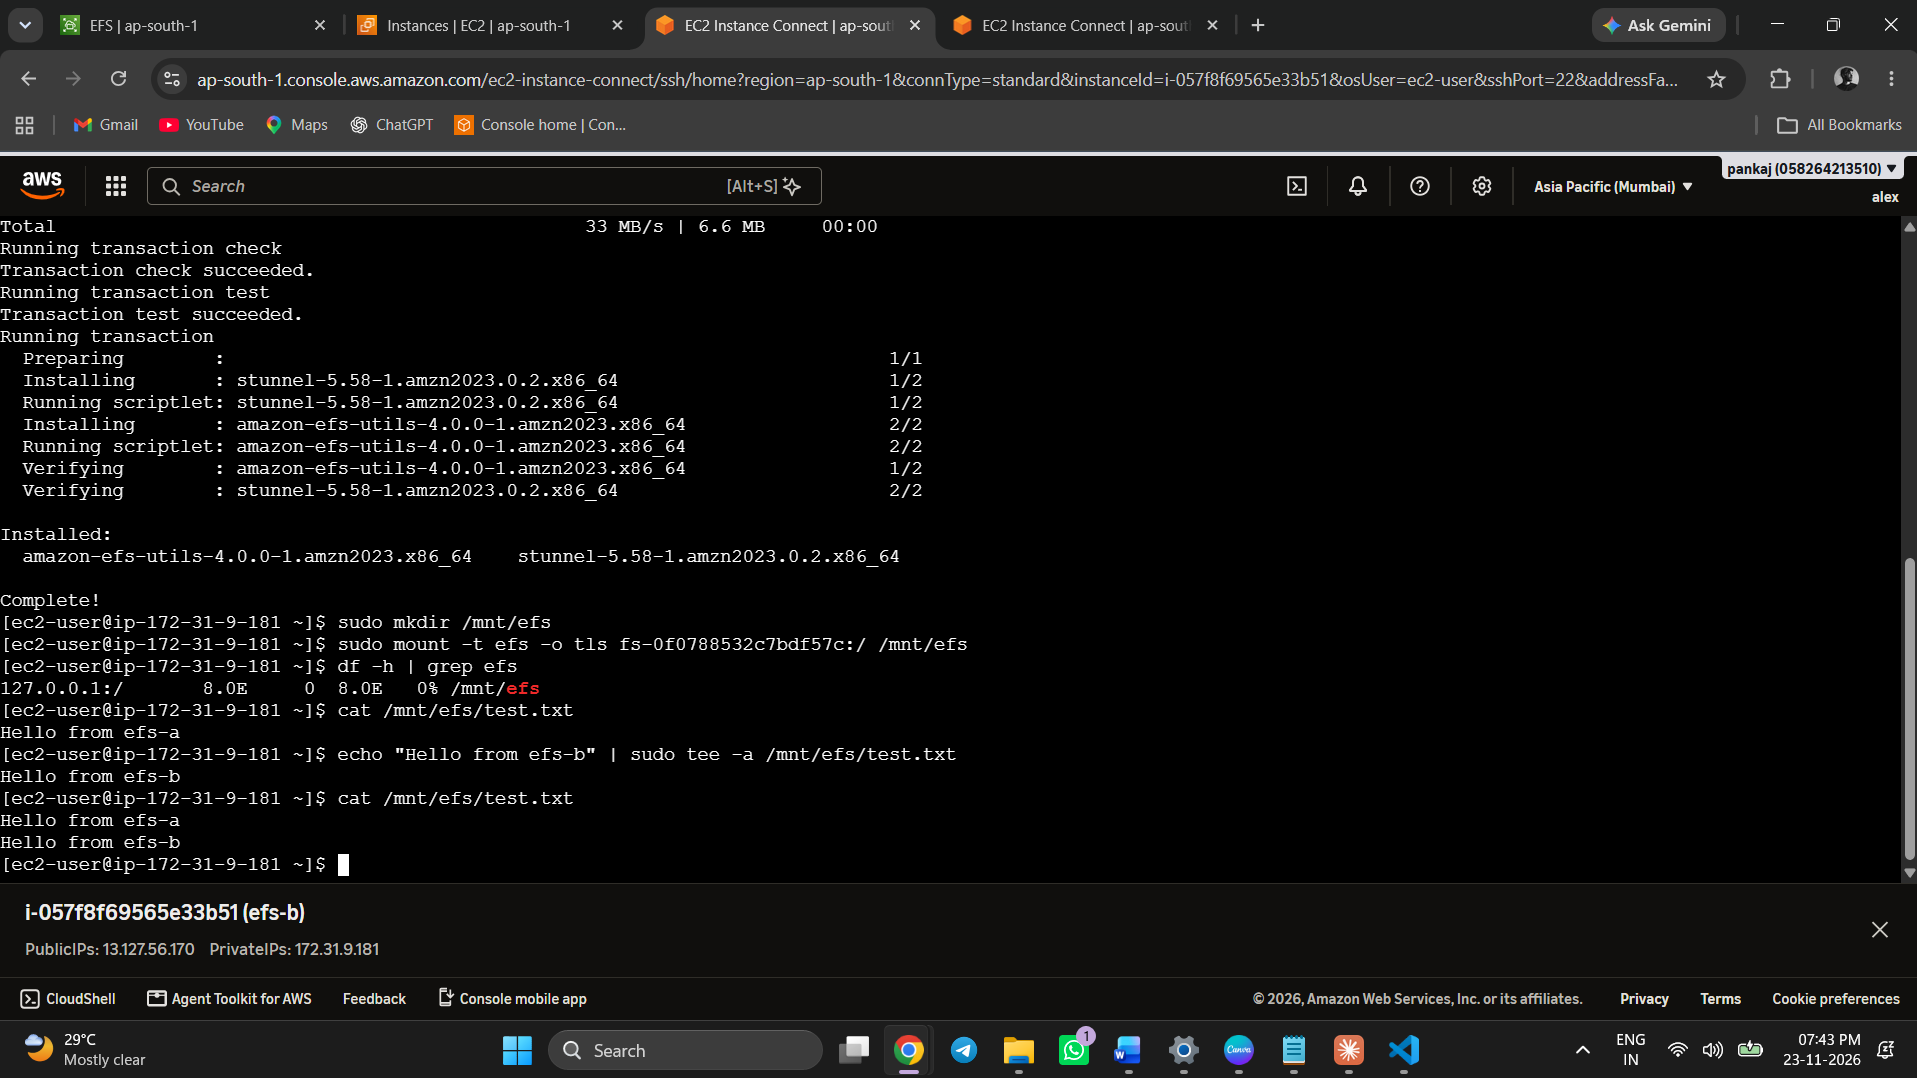 EFS | ap-south-1
Instances | EC2 | ap-south-1
EC2 Instance Connect | ap-sout
EC2 Instance Connect | ap-sout
Ask Gemini
ap-south-1.console.aws.amazon.com/ec2-instance-connect/ssh/home?region=ap-south-1&connType=standard&instanceId=i-057f8f69565e33b51&osUser=ec2-user&sshPort=22&addressFa...
Gmail
YouTube
Maps
ChatGPT
Console home | Con...
All Bookmarks
aws
Search
[Alt+S]
Asia Pacific (Mumbai)
pankaj (058264213510)
alex
Total 33 MB/s | 6.6 MB 00:00
Running transaction check
Transaction check succeeded.
Running transaction test
Transaction test succeeded.
Running transaction
Preparing : 1/1
Installing : stunnel-5.58-1.amzn2023.0.2.x86_64 1/2
Running scriptlet: stunnel-5.58-1.amzn2023.0.2.x86_64 1/2
Installing : amazon-efs-utils-4.0.0-1.amzn2023.x86_64 2/2
Running scriptlet: amazon-efs-utils-4.0.0-1.amzn2023.x86_64 2/2
Verifying : amazon-efs-utils-4.0.0-1.amzn2023.x86_64 1/2
Verifying : stunnel-5.58-1.amzn2023.0.2.x86_64 2/2
Installed:
amazon-efs-utils-4.0.0-1.amzn2023.x86_64 stunnel-5.58-1.amzn2023.0.2.x86_64
Complete!
[ec2-user@ip-172-31-9-181 ~]$ sudo mkdir /mnt/efs
[ec2-user@ip-172-31-9-181 ~]$ sudo mount -t efs -o tls fs-0f0788532c7bdf57c:/ /mnt/efs
[ec2-user@ip-172-31-9-181 ~]$ df -h | grep efs
127.0.0.1:/ 8.0E 0 8.0E 0% /mnt/efs
[ec2-user@ip-172-31-9-181 ~]$ cat /mnt/efs/test.txt
Hello from efs-a
[ec2-user@ip-172-31-9-181 ~]$ echo "Hello from efs-b" | sudo tee -a /mnt/efs/test.txt
Hello from efs-b
[ec2-user@ip-172-31-9-181 ~]$ cat /mnt/efs/test.txt
Hello from efs-a
Hello from efs-b
[ec2-user@ip-172-31-9-181 ~]$
i-057f8f69565e33b51 (efs-b)
PublicIPs: 13.127.56.170 PrivateIPs: 172.31.9.181
CloudShell
Agent Toolkit for AWS
Feedback
Console mobile app
© 2026, Amazon Web Services, Inc. or its affiliates.
Privacy
Terms
Cookie preferences
29°C
Mostly clear
Search
1
W
Canva
ENG
IN
07:43 PM
23-11-2026